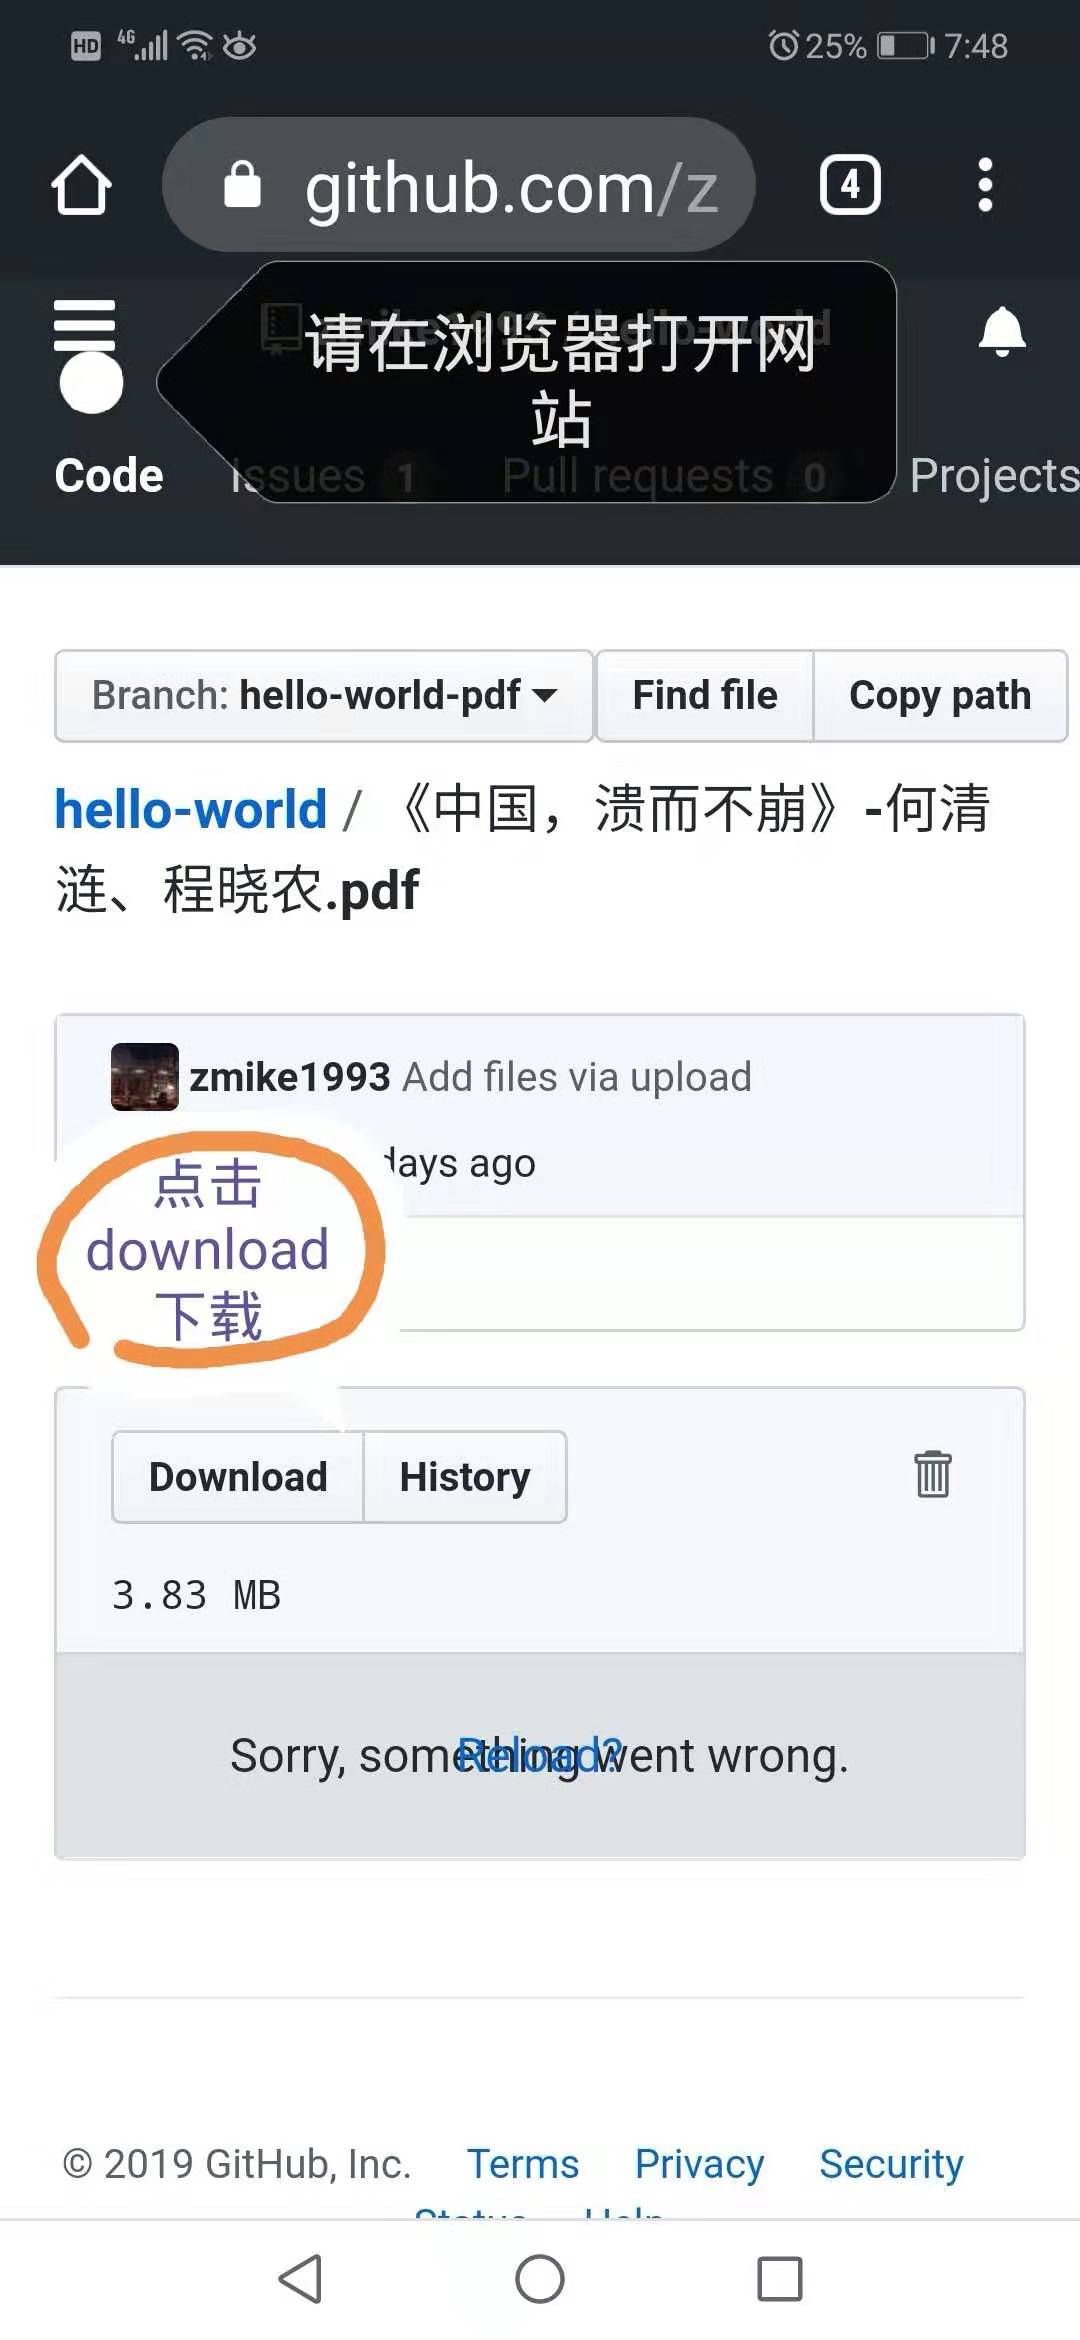 HD 4G 25% 7:48
github.com/z
4
请在浏览器打开网
站
Code Issues 1 Pull requests 0 Projects
Branch: hello-world-pdf Find file Copy path
hello-world / 《中国，溃而不崩》-何清
涟、程晓农.pdf
zmike1993 Add files via upload
days ago
点击
download
下载
Download History
3.83 MB
Sorry, something went wrong.
Reload?
© 2019 GitHub, Inc. Terms Privacy Security
Status Help